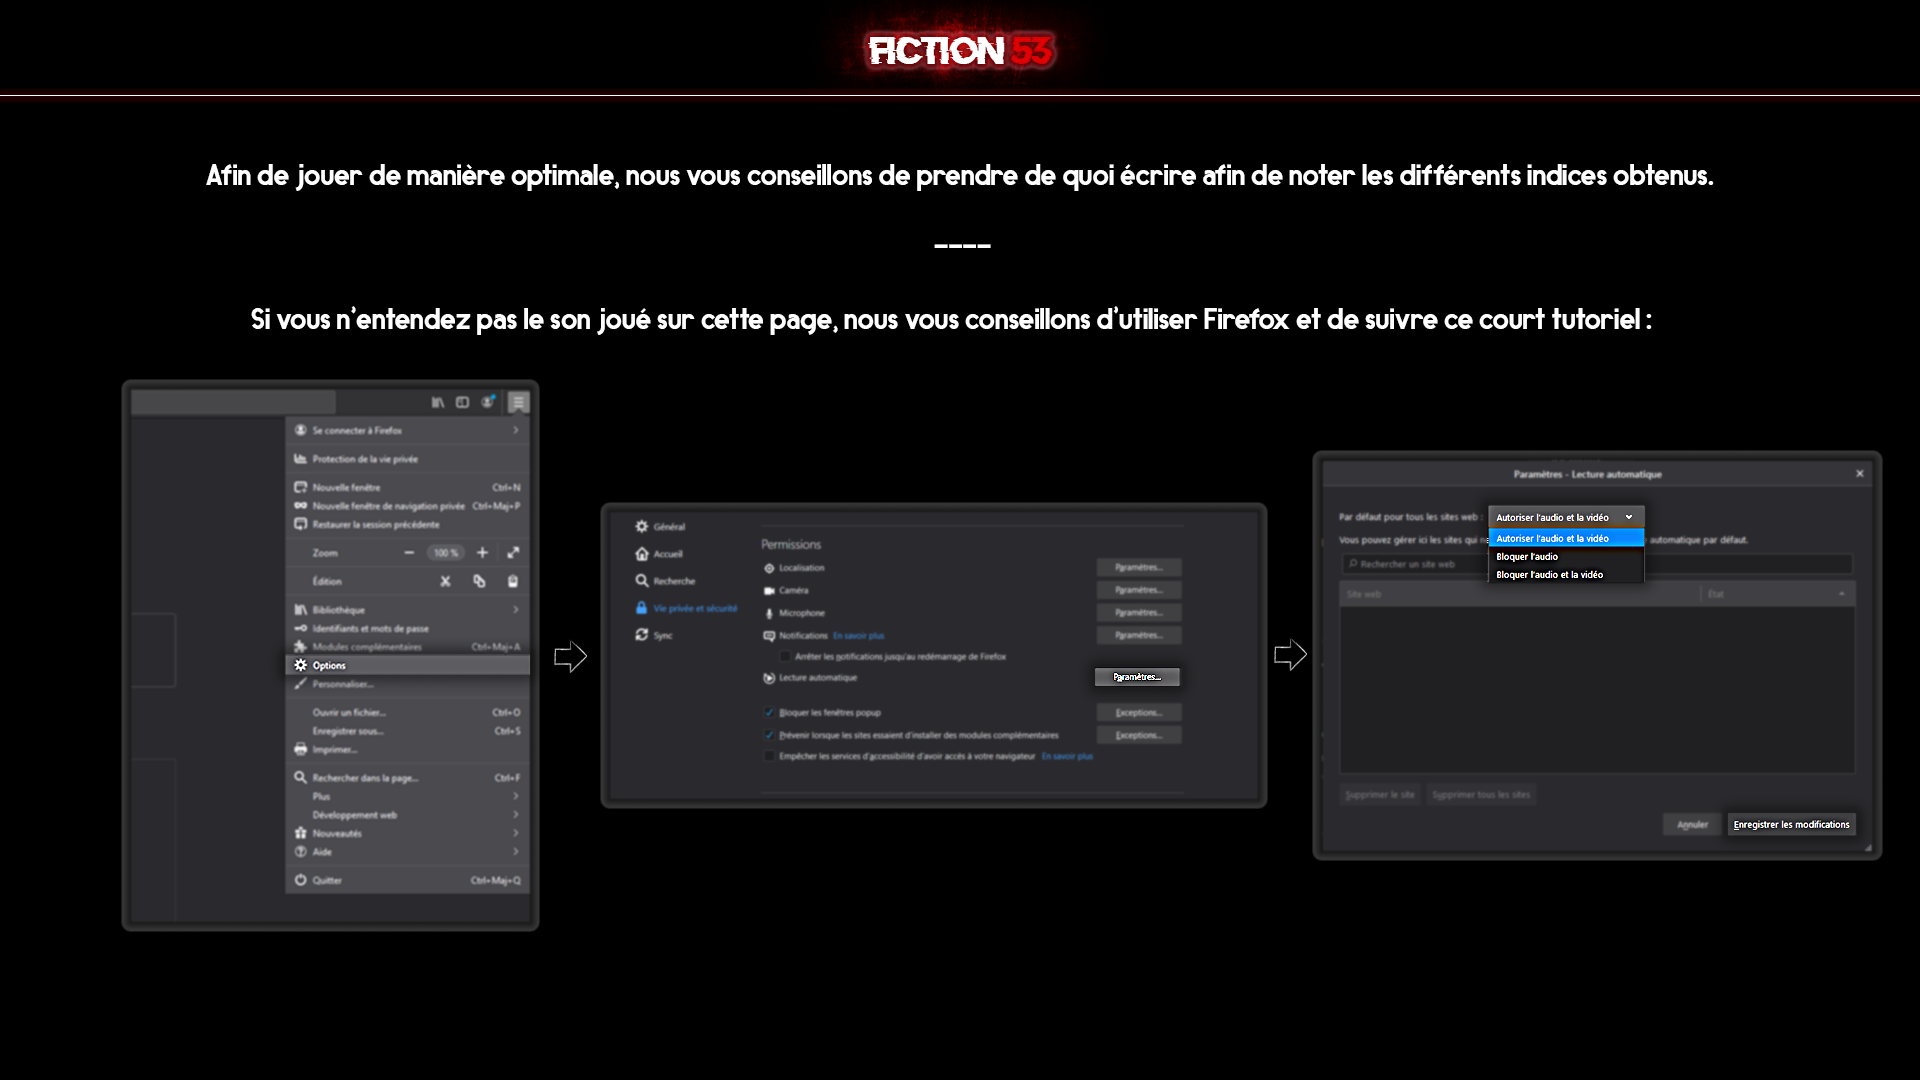 FICTION 53
Afin de jouer de manière optimale, nous vous conseillons de prendre de quoi écrire afin de noter les différents indices obtenus.
----
Si vous n'entendez pas le son joué sur cette page, nous vous conseillons d'utiliser Firefox et de suivre ce court tutoriel :
Se connecter à Firefox
Protection de la vie privée
Nouvelle fenêtre Ctrl+N
Nouvelle fenêtre de navigation privée Ctrl+Maj+P
Restaurer la session précédente
Zoom 100 %
Édition
Bibliothèque
Identifiants et mots de passe
Modules complémentaires Ctrl+Maj+A
Options
Personnaliser...
Ouvrir un fichier... Ctrl+O
Enregistrer sous... Ctrl+S
Imprimer...
Rechercher dans la page... Ctrl+F
Plus
Développement web
Nouveautés
Aide
Quitter Ctrl+Maj+Q
Général
Accueil
Recherche
Vie privée et sécurité
Sync
Permissions
Localisation Paramètres...
Caméra Paramètres...
Microphone Paramètres...
Notifications En savoir plus Paramètres...
Arrêter les notifications jusqu'au redémarrage de Firefox
Lecture automatique Paramètres...
Bloquer les fenêtres popup Exceptions...
Prévenir lorsque les sites essaient d'installer des modules complémentaires Exceptions...
Empêcher les services d'accessibilité d'avoir accès à votre navigateur En savoir plus
Paramètres - Lecture automatique
Par défaut pour tous les sites web : Autoriser l'audio et la vidéo
Autoriser l'audio et la vidéo
Bloquer l'audio
Bloquer l'audio et la vidéo
Vous pouvez gérer ici les sites qui automatique par défaut.
Rechercher un site web
Site web État
Supprimer le site Supprimer tous les sites
Annuler Enregistrer les modifications